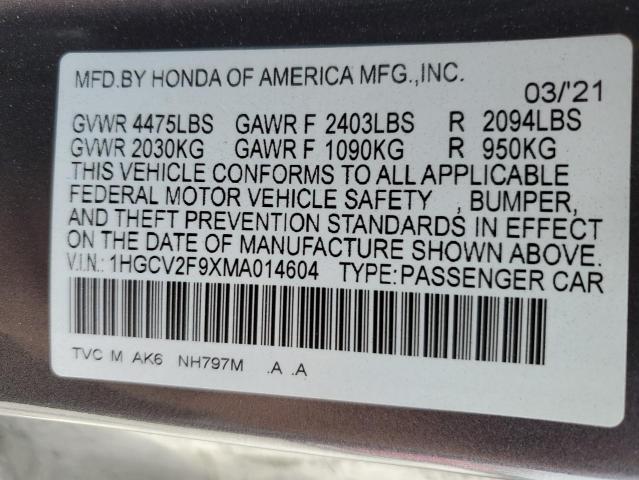 MFD.BY HONDA OF AMERICA MFG.,INC.
03/'21
GVWR 4475LBS GAWR F 2403LBS R 2094LBS
GVWR 2030KG GAWR F 1090KG R 950KG
THIS VEHICLE CONFORMS TO ALL APPLICABLE
FEDERAL MOTOR VEHICLE SAFETY , BUMPER,
AND THEFT PREVENTION STANDARDS IN EFFECT
ON THE DATE OF MANUFACTURE SHOWN ABOVE.
V.I.N.: 1HGCV2F9XMA014604 TYPE:PASSENGER CAR
TVC M AK6 NH797M .A .A